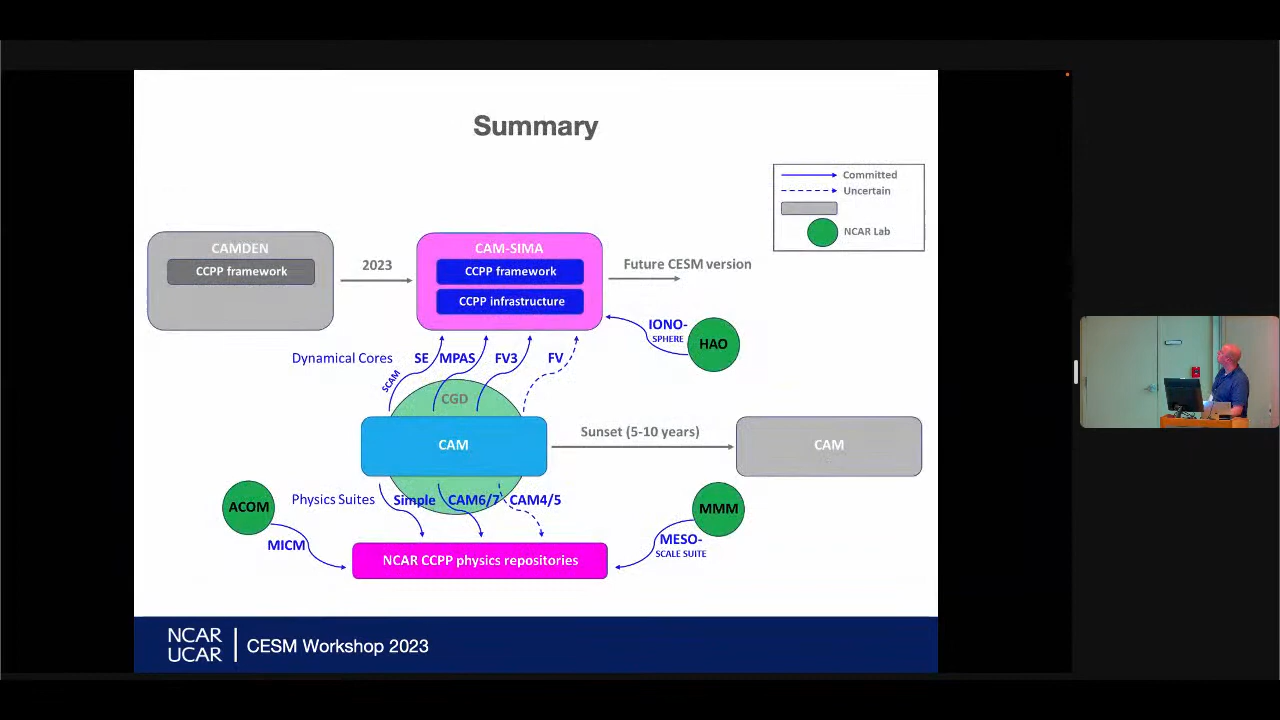 Summary
Committed
Uncertain
NCAR Lab
CAMDEN
CCPP framework
2023
CAM-SIMA
CCPP framework
CCPP infrastructure
Future CESM version
IONO-
SPHERE
HAO
Dynamical Cores
SE
MPAS
FV3
FV
SCAM
CGD
CAM
Sunset (5-10 years)
CAM
ACOM
Physics Suites
Simple
CAM6/7
CAM4/5
MMM
MICM
MESO-
SCALE SUITE
NCAR CCPP physics repositories
NCAR
UCAR
CESM Workshop 2023